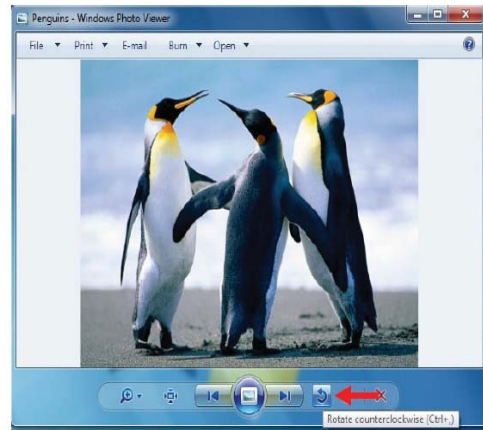 Penguins - Windows Photo Viewer
File Print E-mail Burn Open
Rotate counterclockwise (Ctrl+,)